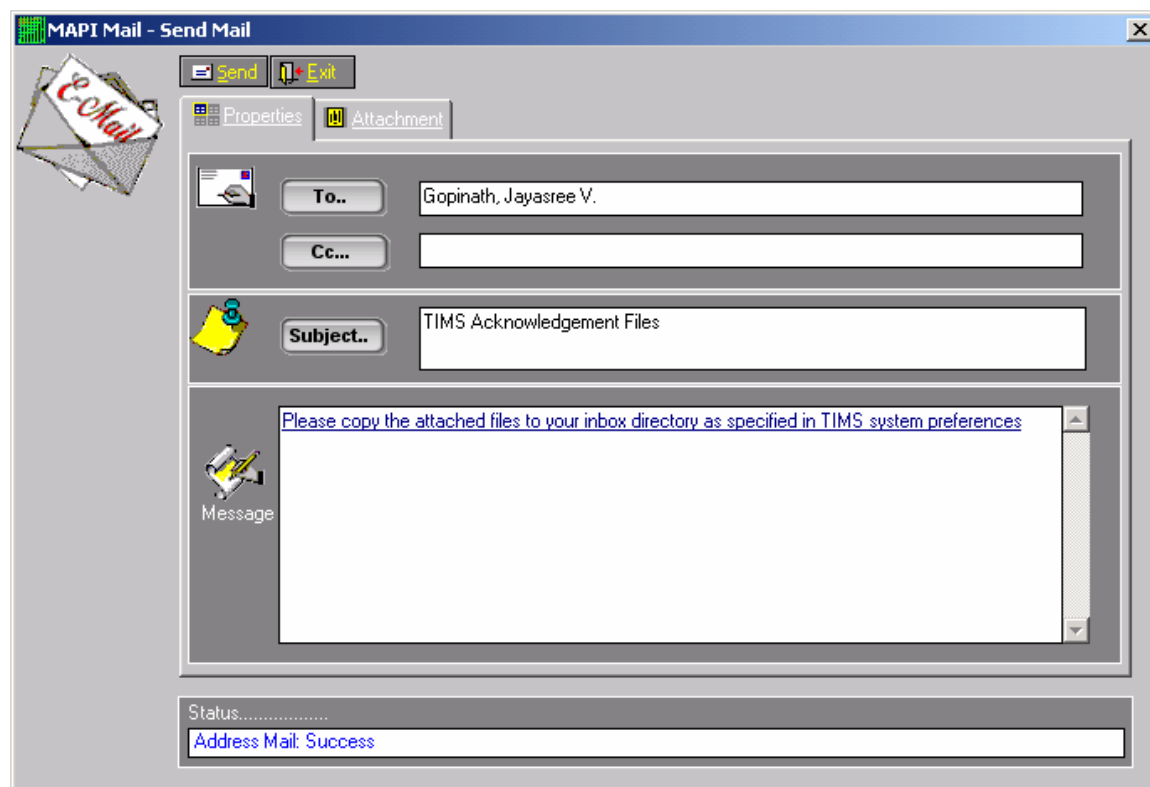 MAPI Mail - Send Mail
E-Mail
Send Exit
Properties Attachment
To.. Gopinath, Jayasree V.
Cc...
Subject.. TIMS Acknowledgement Files
Please copy the attached files to your inbox directory as specified in TIMS system preferences
Message
Status..................
Address Mail: Success